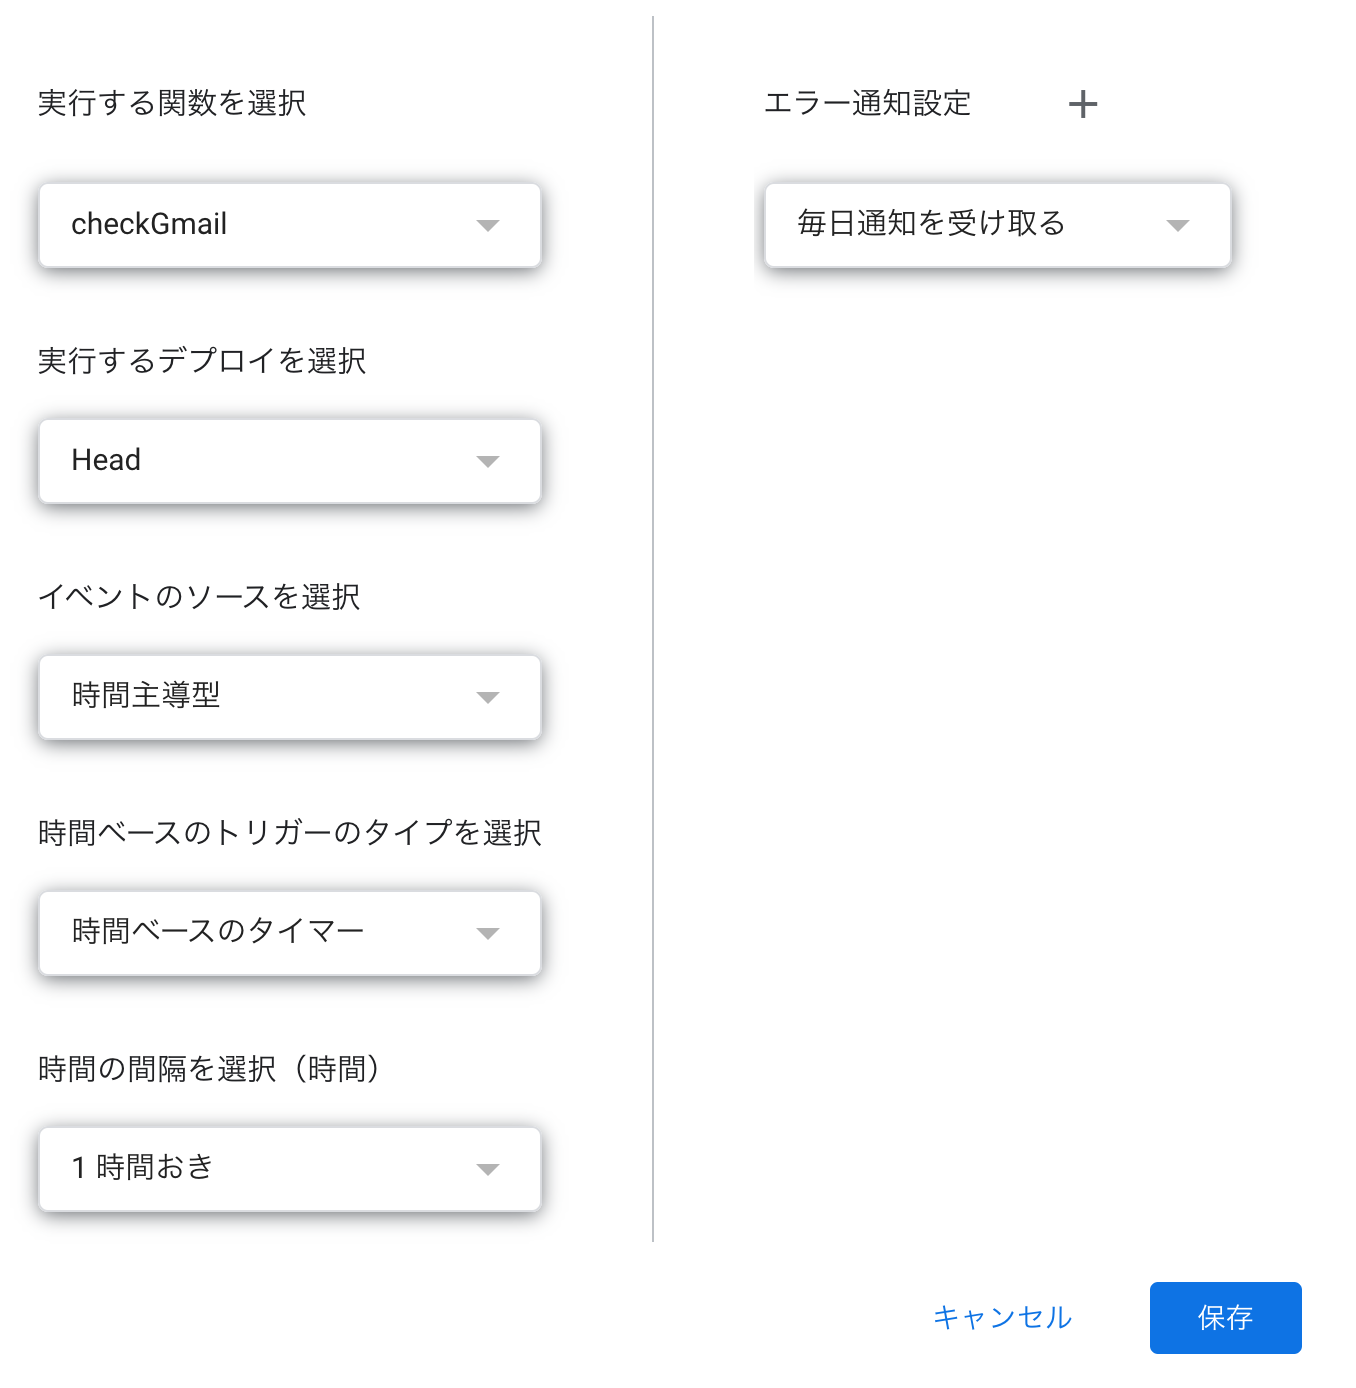 実行する関数を選択
checkGmail
実行するデプロイを選択
Head
イベントのソースを選択
時間主導型
時間ベースのトリガーのタイプを選択
時間ベースのタイマー
時間の間隔を選択（時間）
1 時間おき
エラー通知設定
毎日通知を受け取る
キャンセル
保存